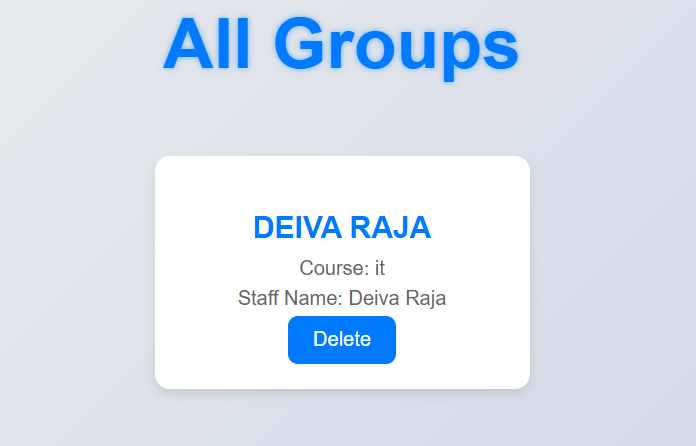 All Groups
DEIVA RAJA
Course: it
Staff Name: Deiva Raja
Delete